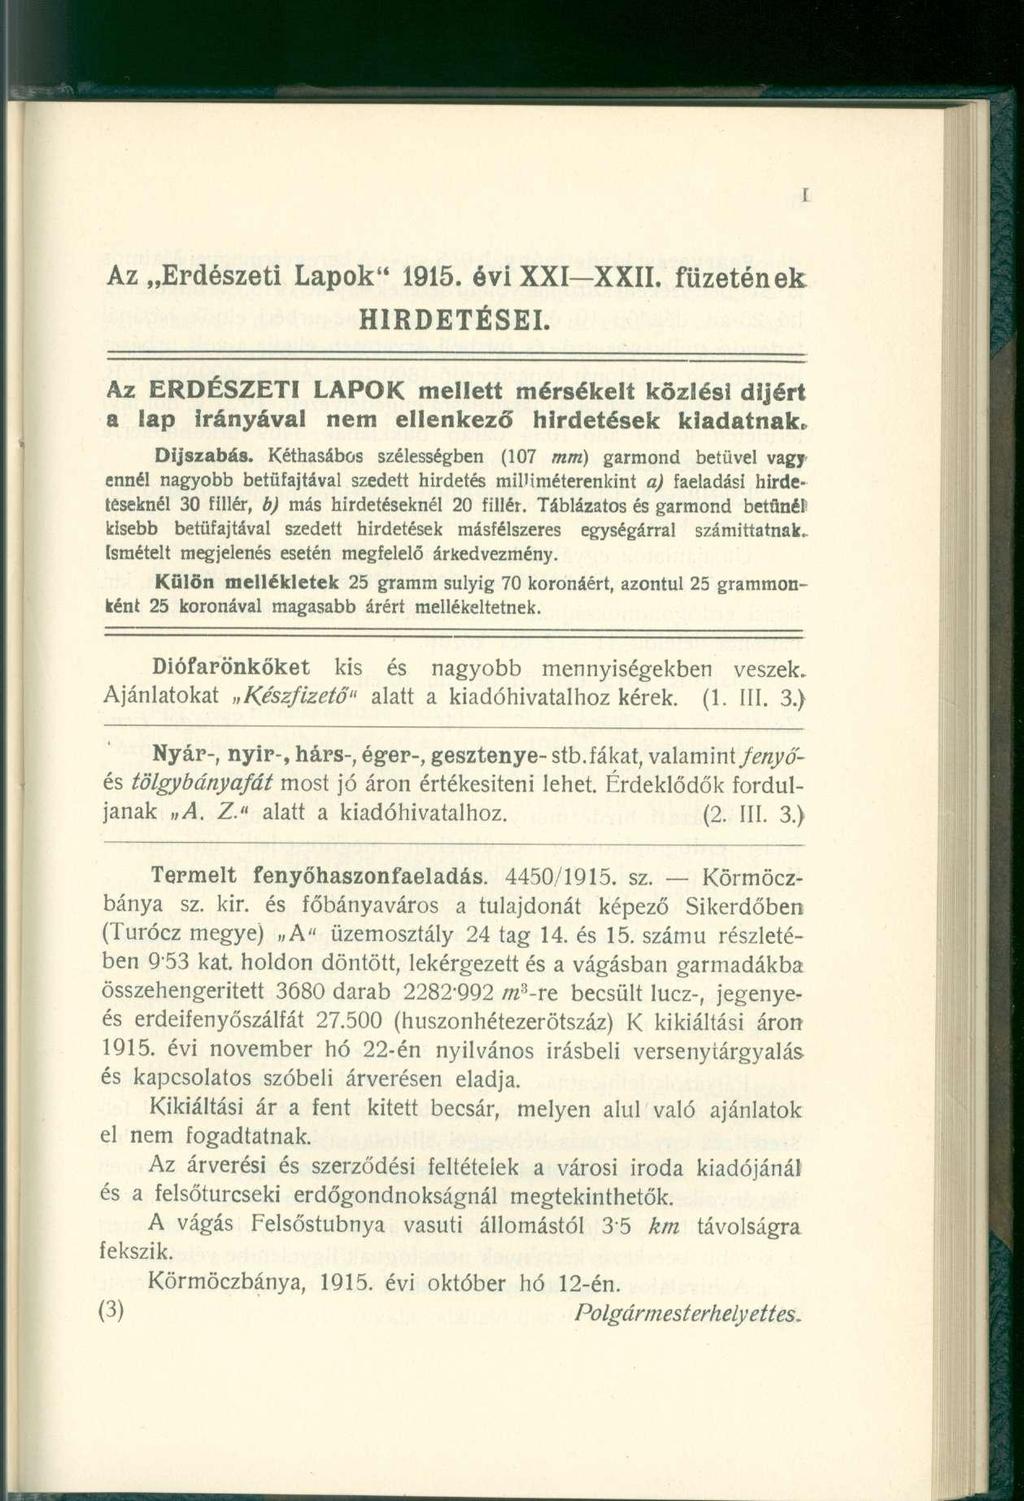 I
Az „Erdészeti Lapok" 1915. évi XXI—XXII. füzetének
HIRDETÉSEI.
Az ERDÉSZETI LAPOK mellett mérsékelt közlési dijért
a lap irányával nem ellenkező hirdetések kiadatnak.
Dijszabás. Kéthasábos szélességben (107 mm) garmond betüvel vagy
ennél nagyobb betüfajtával szedett hirdetés milliméterenkint a) faeladási hirde-
téseknél 30 fillér, b) más hirdetéseknél 20 fillér. Táblázatos és garmond betűnél
kisebb betüfajtával szedett hirdetések másfélszeres egységárral számittatnak.
Ismételt megjelenés esetén megfelelő árkedvezmény.
Külön mellékletek 25 gramm sulyig 70 koronáért, azontul 25 grammon-
ként 25 koronával magasabb árért mellékeltetnek.
Diófarönköket kis és nagyobb mennyiségekben veszek.
Ajánlatokat „Készfizető" alatt a kiadóhivatalhoz kérek. (1. III. 3.)
Nyár-, nyir-, hárs-, éger-, gesztenye- stb. fákat, valamint fenyő-
és tölgybányafát most jó áron értékesiteni lehet. Érdeklődők fordul-
janak „A. Z." alatt a kiadóhivatalhoz. (2. III. 3.)
Termelt fenyőhaszonfaeladás. 4450/1915. sz. — Körmöcz-
bánya sz. kir. és főbányaváros a tulajdonát képező Sikerdőben
(Turócz megye) „A" üzemosztály 24 tag 14. és 15. számu részleté-
ben 9·53 kat. holdon döntött, lekérgezett és a vágásban garmadákba
összehengeritett 3680 darab 2282·992 m³-re becsült lucz-, jegenye-
és erdeifenyőszálfát 27.500 (huszonhétezerötszáz) K kikiáltási áron
1915. évi november hó 22-én nyilvános irásbeli versenytárgyalás
és kapcsolatos szóbeli árverésen eladja.
Kikiáltási ár a fent kitett becsár, melyen alul való ajánlatok
el nem fogadtatnak.
Az árverési és szerződési feltételek a városi iroda kiadójánál
és a felsőturcseki erdőgondnokságnál megtekinthetők.
A vágás Felsőstubnya vasuti állomástól 3·5 km távolságra
fekszik.
Körmöczbánya, 1915. évi október hó 12-én.
(3) Polgármesterhelyettes.